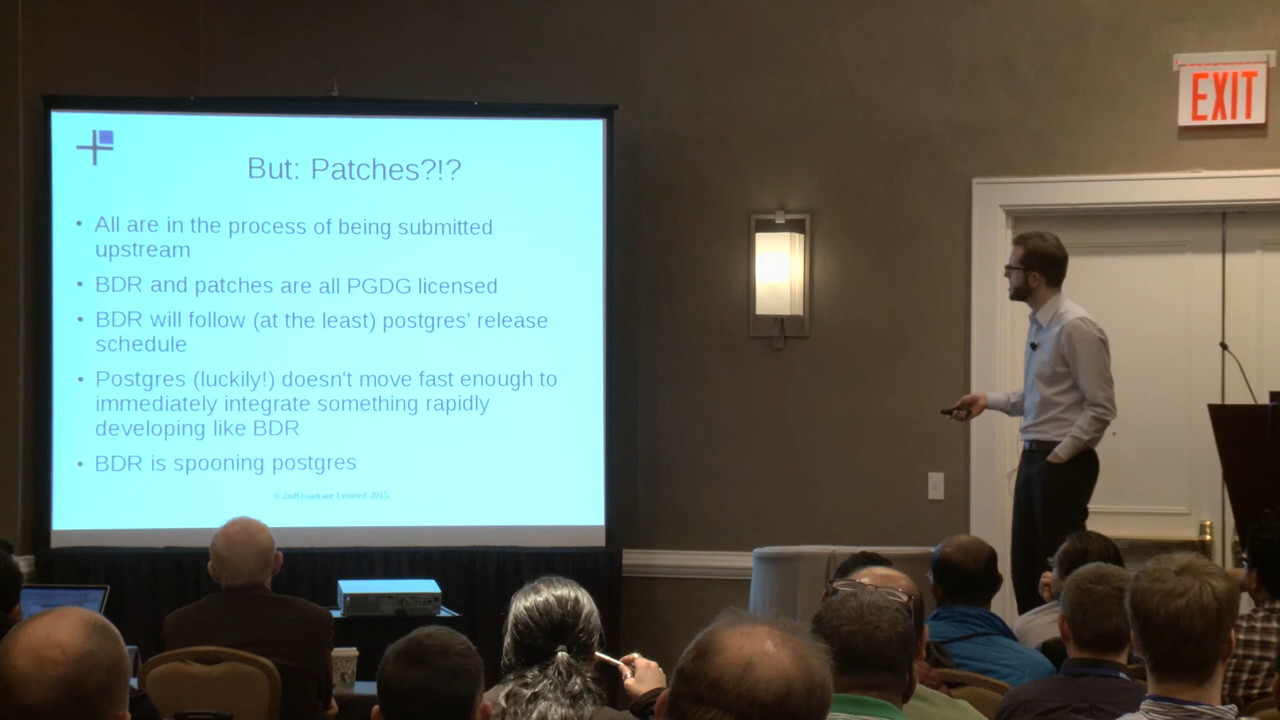 But: Patches?!?
• All are in the process of being submitted
upstream
• BDR and patches are all PGDG licensed
• BDR will follow (at the least) postgres' release
schedule
• Postgres (luckily!) doesn't move fast enough to
immediately integrate something rapidly
developing like BDR
• BDR is spooning postgres
© 2ndQuadrant Limited 2015
EXIT